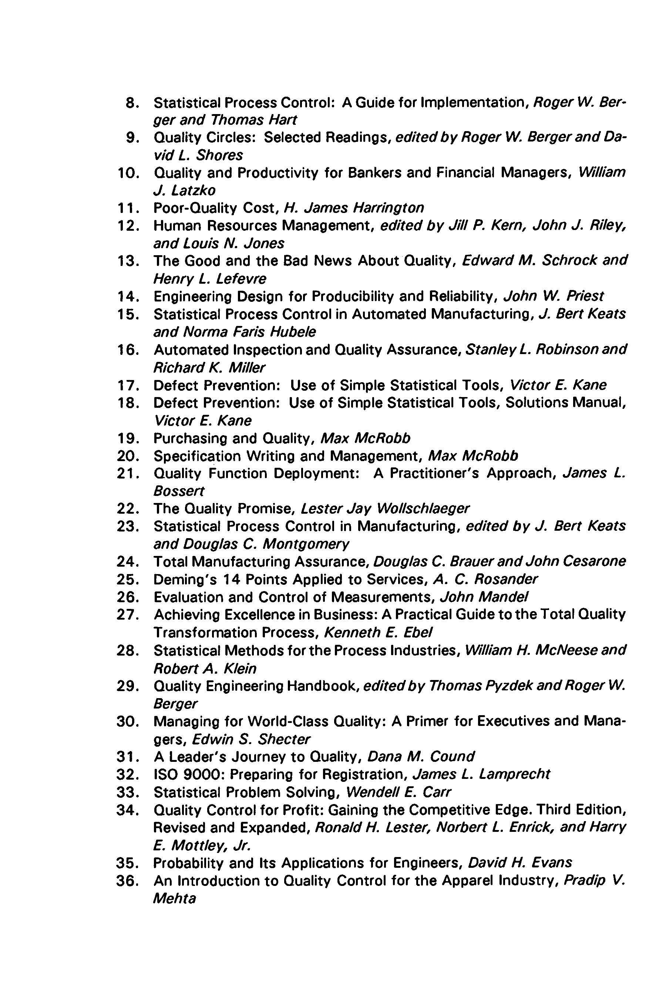 8. Statistical Process Control: A Guide for Implementation, Roger W. Ber-
ger and Thomas Hart
9. Quality Circles: Selected Readings, edited by Roger W. Berger and Da-
vid L. Shores
10. Quality and Productivity for Bankers and Financial Managers, William
J. Latzko
11. Poor-Quality Cost, H. James Harrington
12. Human Resources Management, edited by Jill P. Kern, John J. Riley,
and Louis N. Jones
13. The Good and the Bad News About Quality, Edward M. Schrock and
Henry L. Lefevre
14. Engineering Design for Producibility and Reliability, John W. Priest
15. Statistical Process Control in Automated Manufacturing, J. Bert Keats
and Norma Faris Hubele
16. Automated Inspection and Quality Assurance, Stanley L. Robinson and
Richard K. Miller
17. Defect Prevention: Use of Simple Statistical Tools, Victor E. Kane
18. Defect Prevention: Use of Simple Statistical Tools, Solutions Manual,
Victor E. Kane
19. Purchasing and Quality, Max McRobb
20. Specification Writing and Management, Max McRobb
21. Quality Function Deployment: A Practitioner's Approach, James L.
Bossert
22. The Quality Promise, Lester Jay Wollschlaeger
23. Statistical Process Control in Manufacturing, edited by J. Bert Keats
and Douglas C. Montgomery
24. Total Manufacturing Assurance, Douglas C. Brauer and John Cesarone
25. Deming's 14 Points Applied to Services, A. C. Rosander
26. Evaluation and Control of Measurements, John Mandel
27. Achieving Excellence in Business: A Practical Guide to the Total Quality
Transformation Process, Kenneth E. Ebel
28. Statistical Methods for the Process Industries, William H. McNeese and
Robert A. Klein
29. Quality Engineering Handbook, edited by Thomas Pyzdek and Roger W.
Berger
30. Managing for World-Class Quality: A Primer for Executives and Mana-
gers, Edwin S. Shecter
31. A Leader's Journey to Quality, Dana M. Cound
32. ISO 9000: Preparing for Registration, James L. Lamprecht
33. Statistical Problem Solving, Wendell E. Carr
34. Quality Control for Profit: Gaining the Competitive Edge. Third Edition,
Revised and Expanded, Ronald H. Lester, Norbert L. Enrick, and Harry
E. Mottley, Jr.
35. Probability and Its Applications for Engineers, David H. Evans
36. An Introduction to Quality Control for the Apparel Industry, Pradip V.
Mehta